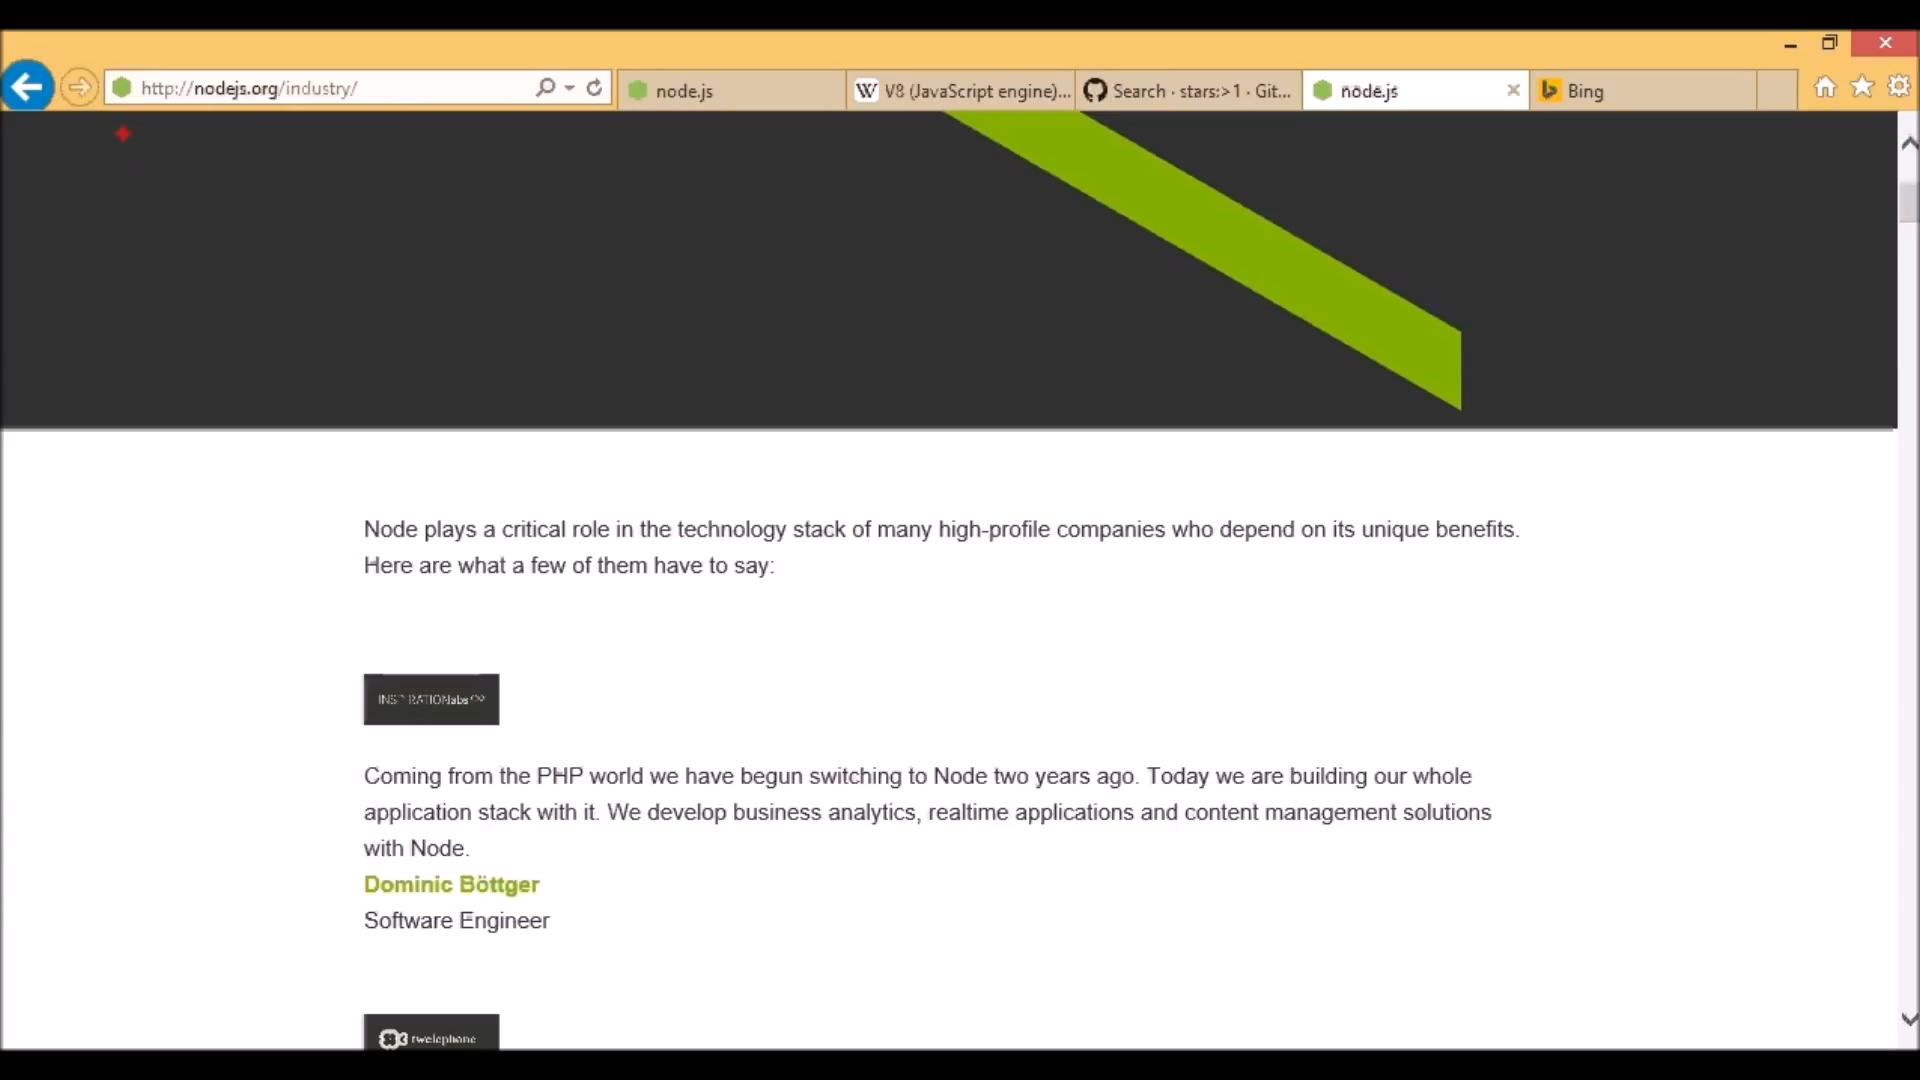 http://nodejs.org/industry/
node.js
V8 (JavaScript engine)...
Search · stars:>1 · Git...
node.js
Bing
Node plays a critical role in the technology stack of many high-profile companies who depend on its unique benefits.
Here are what a few of them have to say:
INSPIRATIONlabs
Coming from the PHP world we have begun switching to Node two years ago. Today we are building our whole
application stack with it. We develop business analytics, realtime applications and content management solutions
with Node.
Dominic Böttger
Software Engineer
twelephone